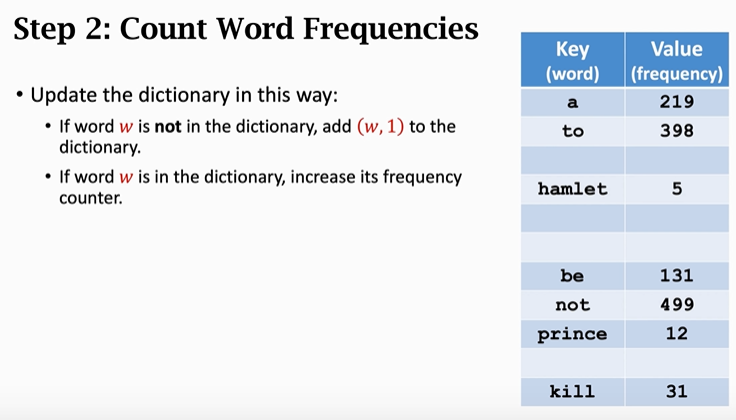 Step 2: Count Word Frequencies
• Update the dictionary in this way:
• If word w is not in the dictionary, add (w, 1) to the
dictionary.
• If word w is in the dictionary, increase its frequency
counter.
Key Value
(word) (frequency)
a 219
to 398
hamlet 5
be 131
not 499
prince 12
kill 31